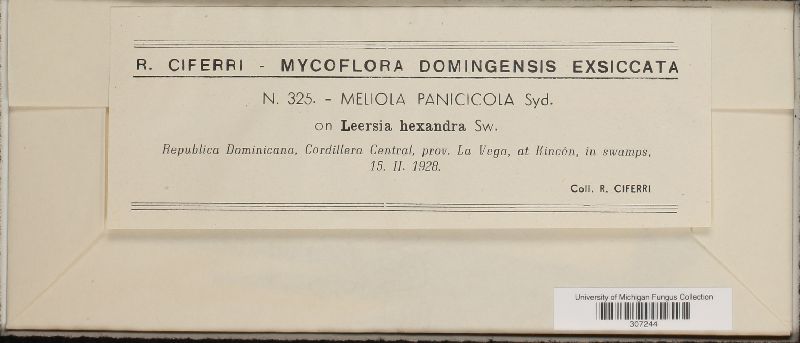 R. CIFERRI - MYCOFLORA DOMINGENSIS EXSICCATA
N. 325. - MELIOLA PANICICOLA Syd.
on Leersia hexandra Sw.
Republica Dominicana, Cordillera Central, prov. La Vega, at Rincón, in swamps,
15. II. 1928.
Coll. R. CIFERRI
University of Michigan Fungus Collection
307244